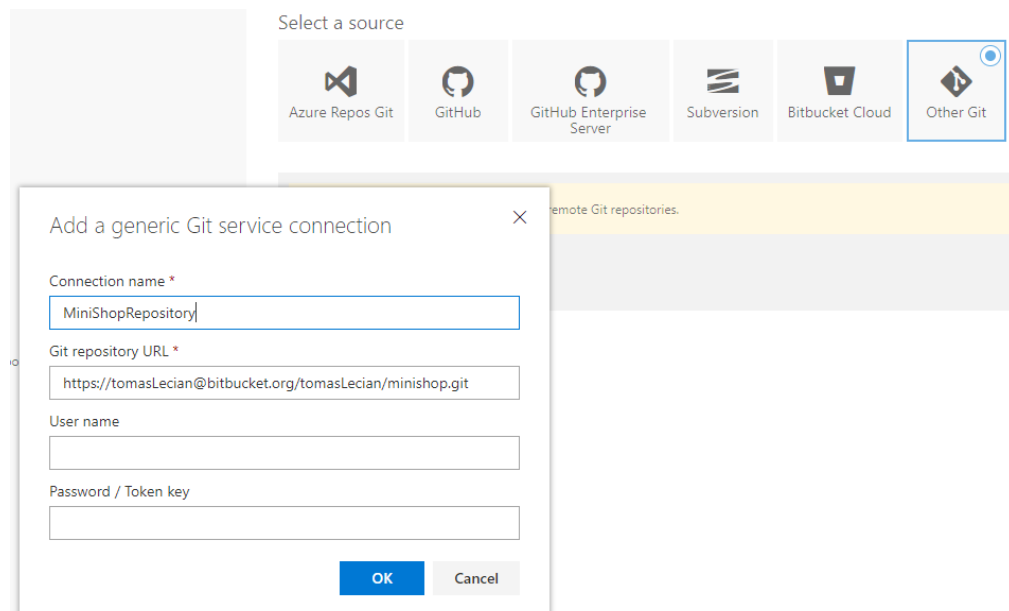 Select a source
Azure Repos Git
GitHub
GitHub Enterprise
Server
Subversion
Bitbucket Cloud
Other Git
remote Git repositories.
Add a generic Git service connection
Connection name *
MiniShopRepository
Git repository URL *
https://tomasLecian@bitbucket.org/tomasLecian/minishop.git
User name
Password / Token key
OK
Cancel